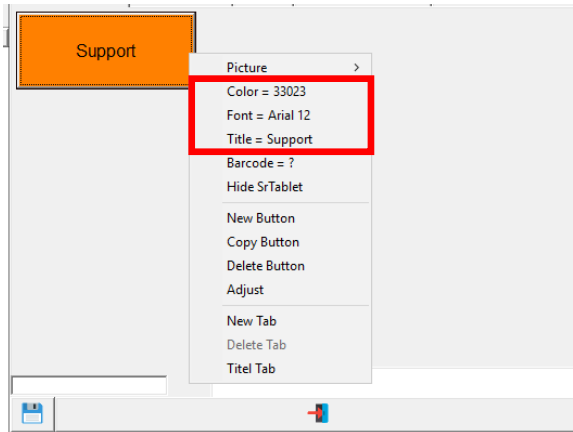 Support
Picture >
Color = 33023
Font = Arial 12
Title = Support
Barcode = ?
Hide SrTablet
New Button
Copy Button
Delete Button
Adjust
New Tab
Delete Tab
Titel Tab